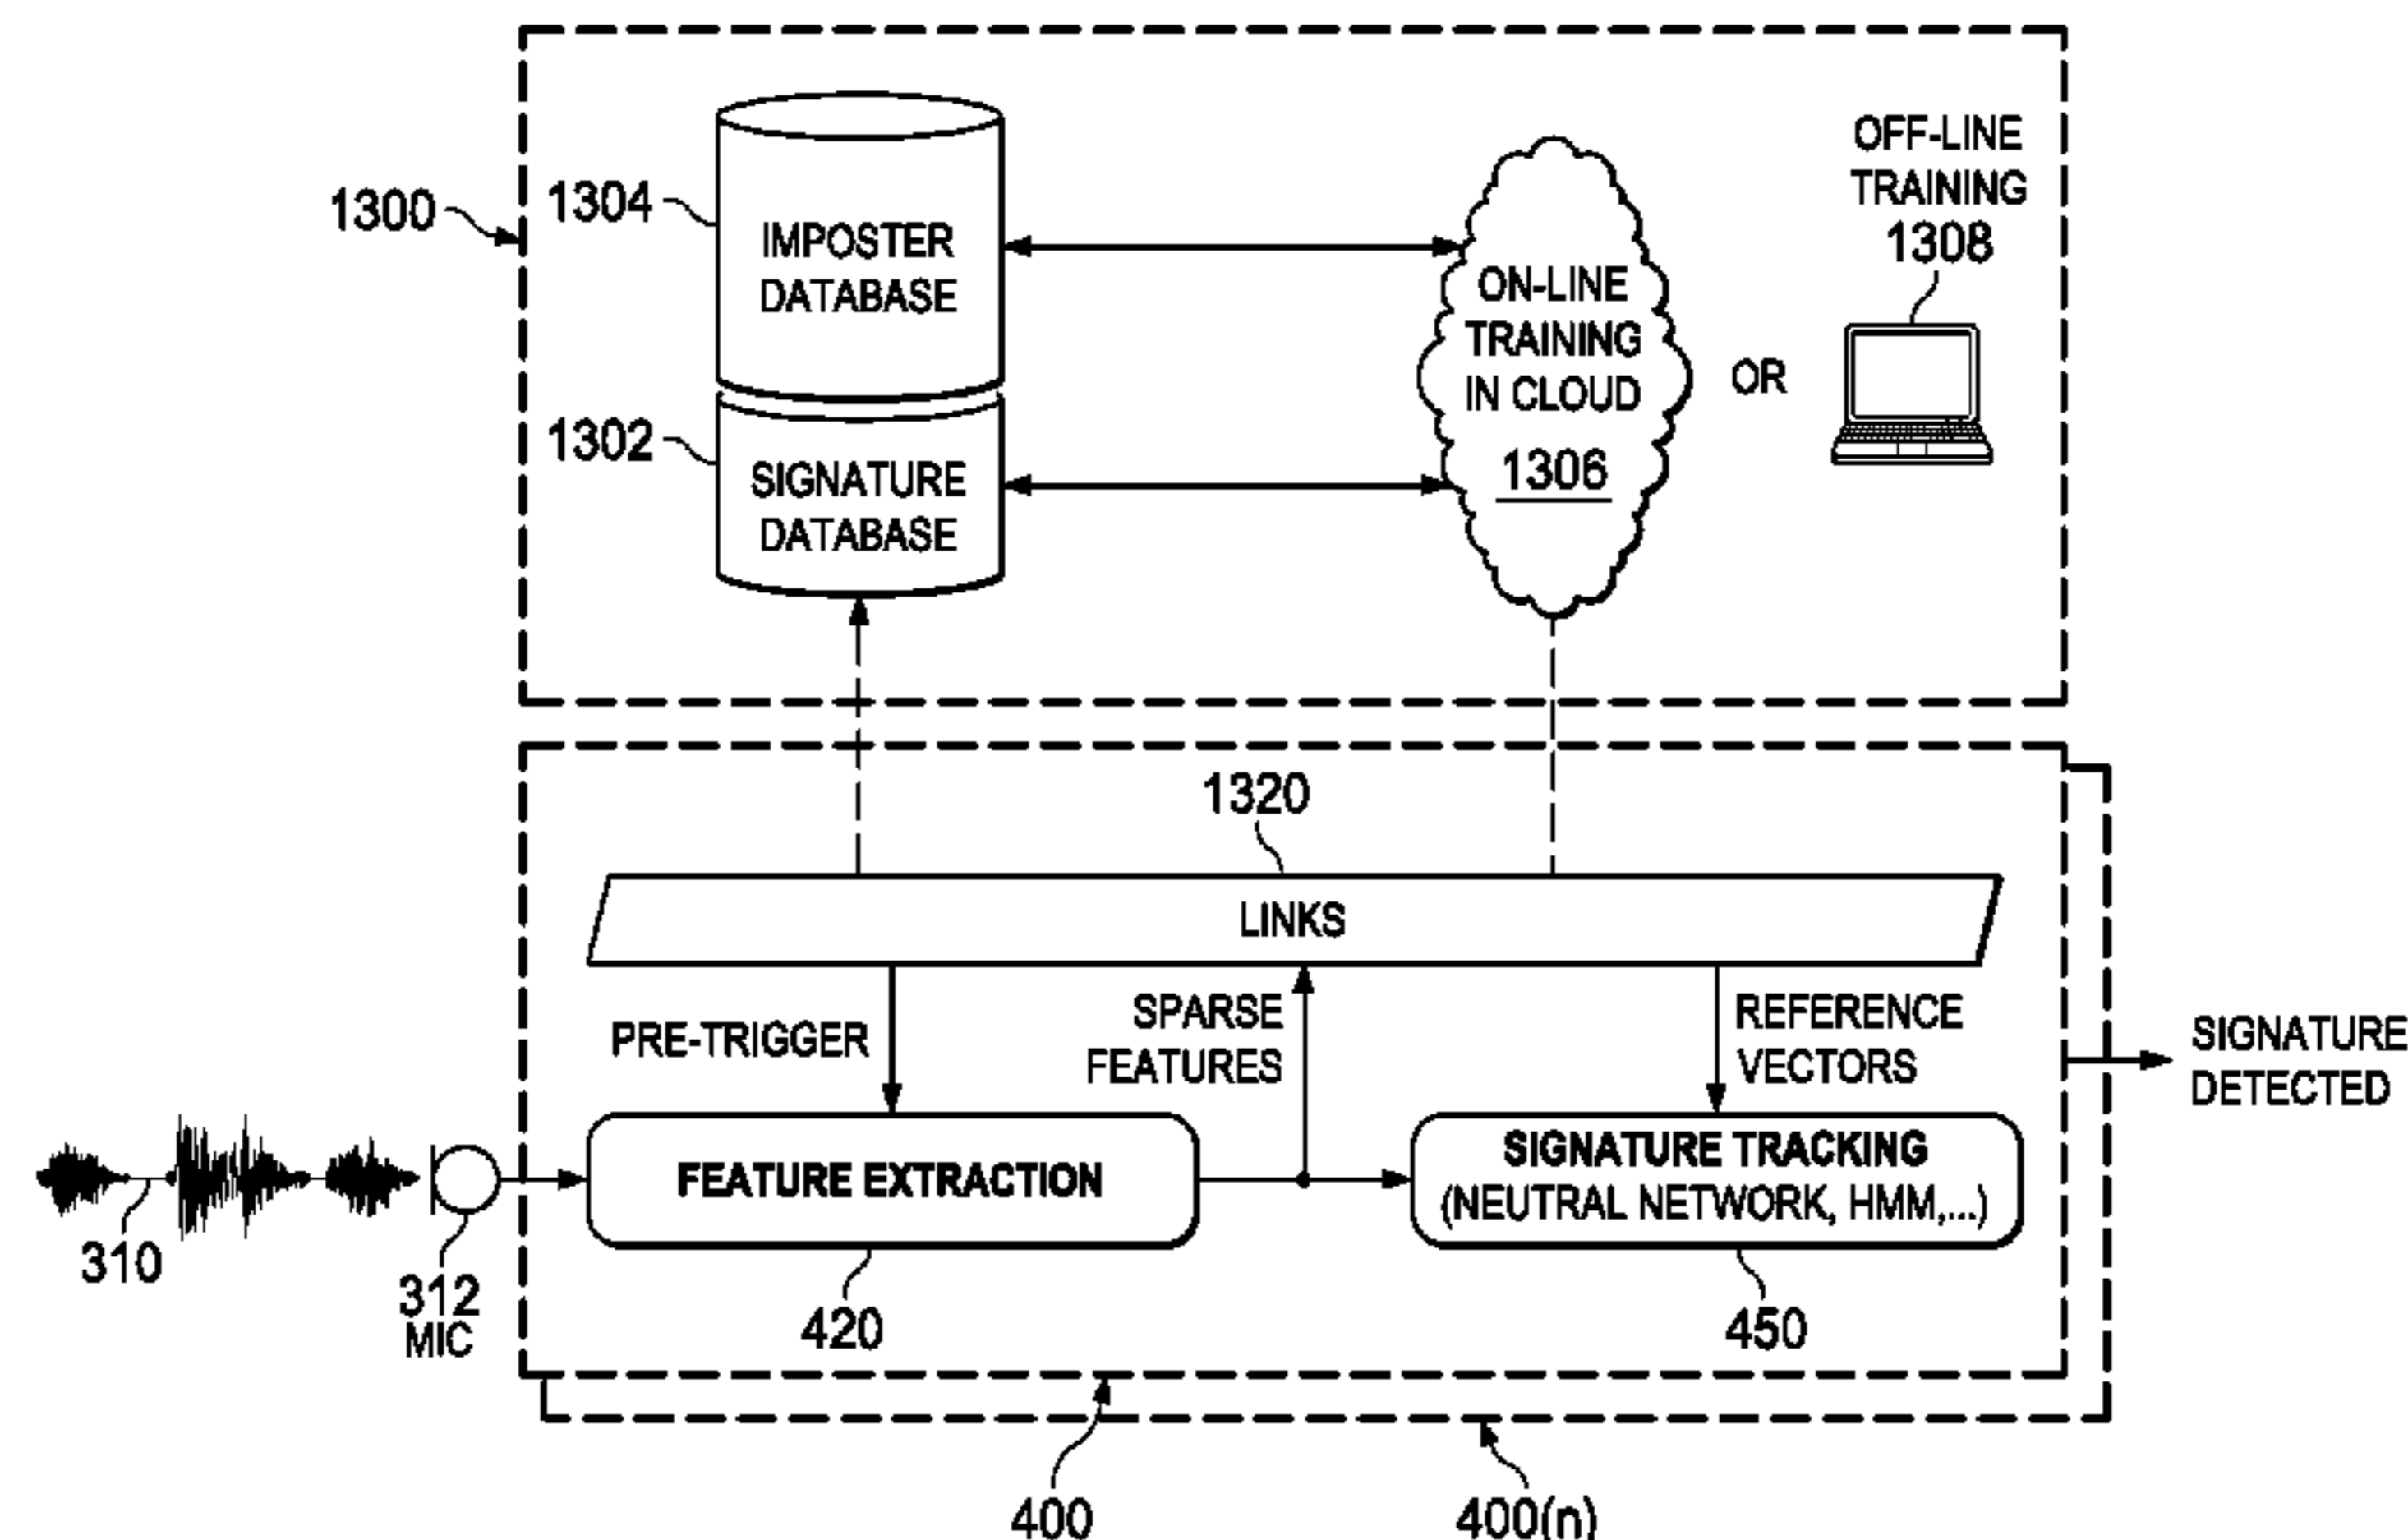 1300
1304
IMPOSTER
DATABASE
1302
SIGNATURE
DATABASE
ON-LINE
TRAINING
IN CLOUD
1306
OR
OFF-LINE
TRAINING
1308
1320
LINKS
PRE-TRIGGER
SPARSE
FEATURES
REFERENCE
VECTORS
SIGNATURE
DETECTED
310
312
MIC
FEATURE EXTRACTION
420
SIGNATURE TRACKING
(NEUTRAL NETWORK, HMM,...)
450
400
400(n)